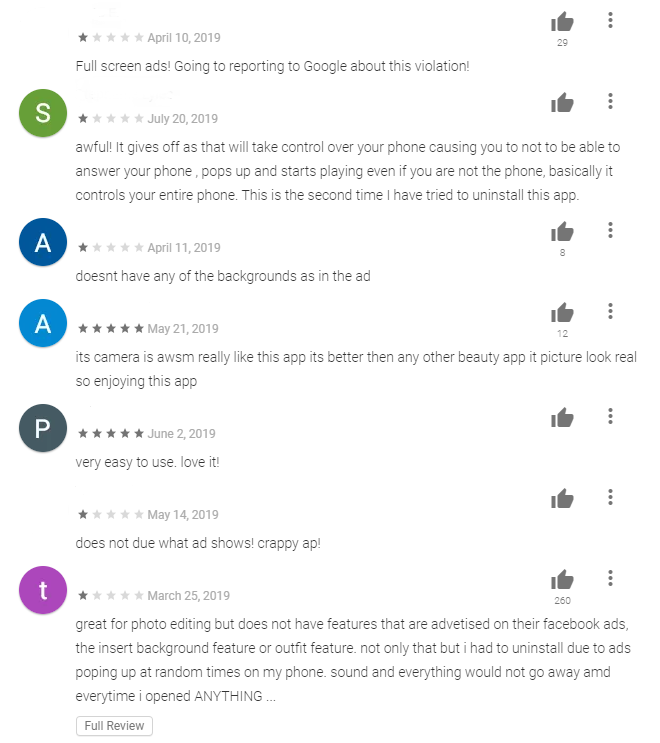 April 10, 2019
29
Full screen ads! Going to reporting to Google about this violation!
S
July 20, 2019
awful! It gives off as that will take control over your phone causing you to not to be able to
answer your phone , pops up and starts playing even if you are not the phone, basically it
controls your entire phone. This is the second time I have tried to uninstall this app.
A
April 11, 2019
8
doesnt have any of the backgrounds as in the ad
A
May 21, 2019
12
its camera is awsm really like this app its better then any other beauty app it picture look real
so enjoying this app
P
June 2, 2019
very easy to use. love it!
May 14, 2019
does not due what ad shows! crappy ap!
t
March 25, 2019
260
great for photo editing but does not have features that are advetised on their facebook ads,
the insert background feature or outfit feature. not only that but i had to uninstall due to ads
poping up at random times on my phone. sound and everything would not go away amd
everytime i opened ANYTHING ...
Full Review